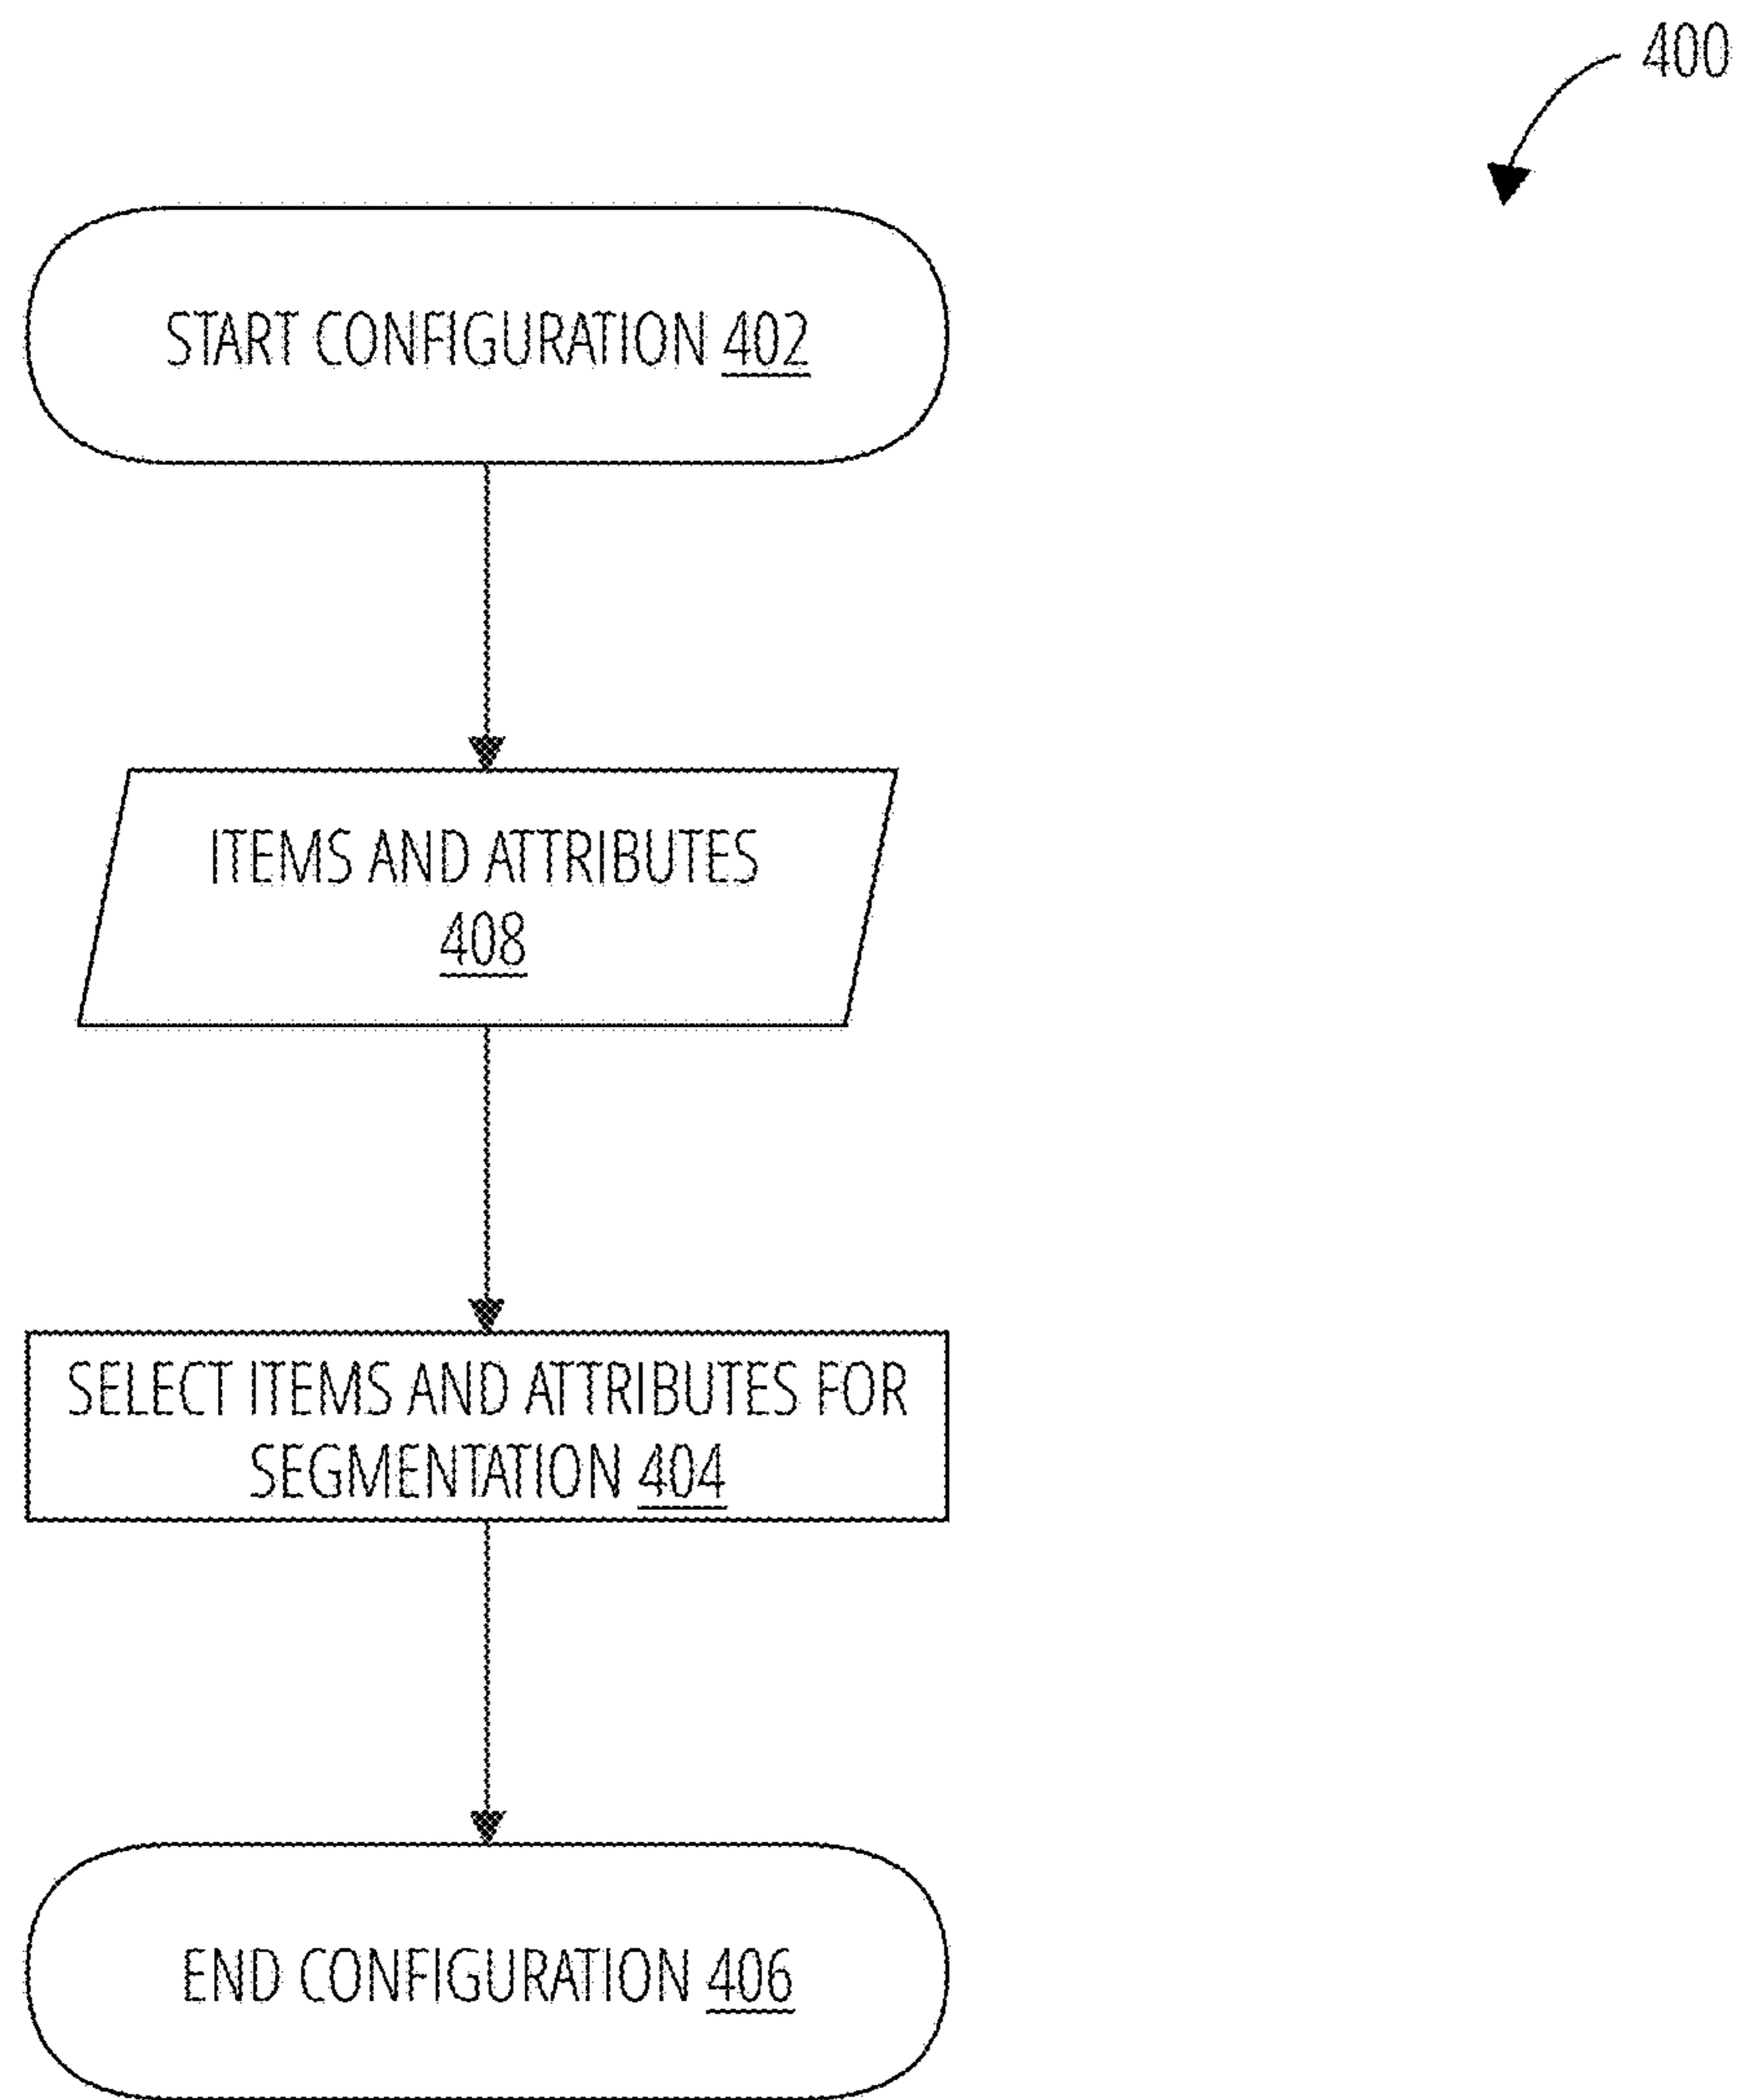 400
START CONFIGURATION 402
ITEMS AND ATTRIBUTES
408
SELECT ITEMS AND ATTRIBUTES FOR
SEGMENTATION 404
END CONFIGURATION 406